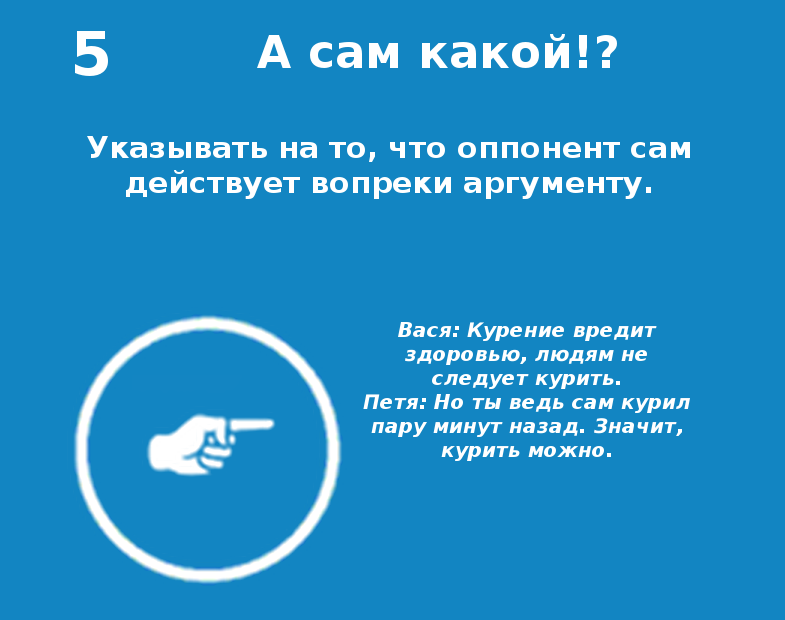 5
А сам какой!?
Указывать на то, что оппонент сам
действует вопреки аргументу.
Вася: Курение вредит
здоровью, людям не
следует курить.
Петя: Но ты ведь сам курил
пару минут назад. Значит,
курить можно.